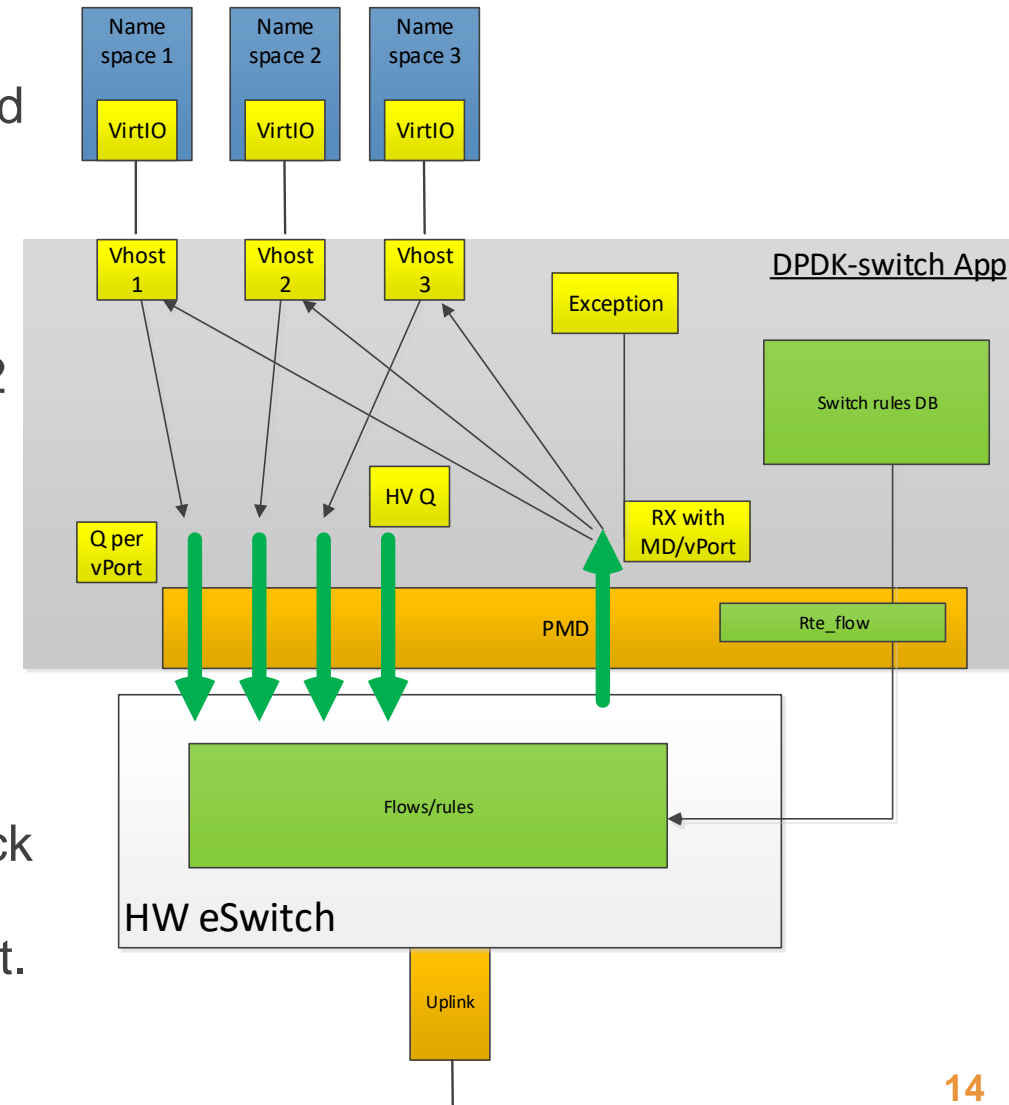 Name
space 1
Name
space 2
Name
space 3
d
VirtIO
VirtIO
VirtIO
Vhost
1
Vhost
2
Vhost
3
DPDK-switch App
Exception
2
Switch rules DB
HV Q
RX with
MD/vPort
Q per
vPort
PMD
Rte_flow
Flows/rules
ck
HW eSwitch
t.
Uplink
14